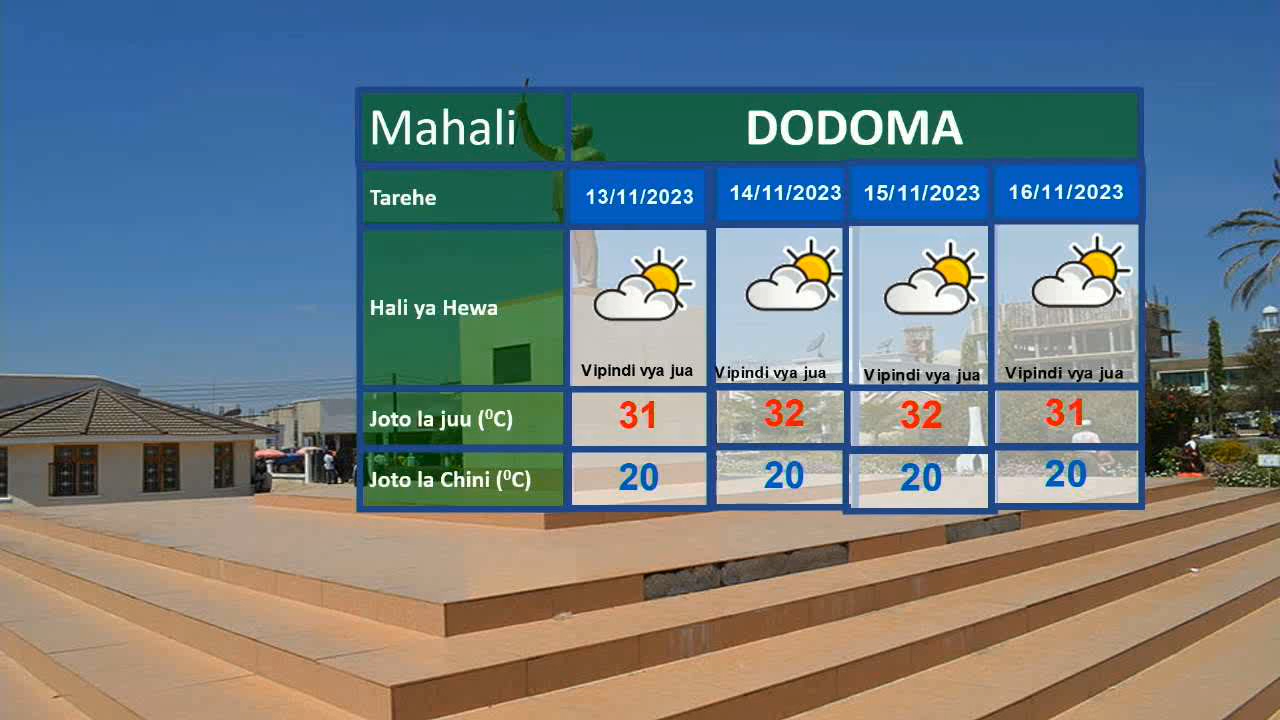 Mahali DODOMA
Tarehe 13/11/2023 14/11/2023 15/11/2023 16/11/2023
Hali ya Hewa Vipindi vya jua Vipindi vya jua Vipindi vya jua Vipindi vya jua
Joto la juu (⁰C) 31 32 32 31
Joto la Chini (⁰C) 20 20 20 20